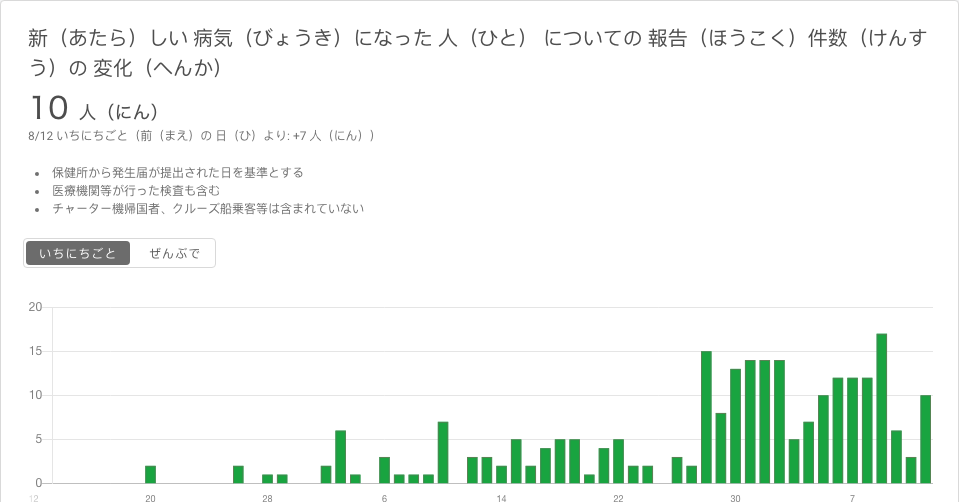 新（あたら）しい 病気（びょうき）になった 人（ひと） についての 報告（ほうこく）件数（けんす
う）の 変化（へんか）
10 人（にん）
8/12 いちにちごと（前（まえ）の 日（ひ）より: +7 人（にん））
• 保健所から発生届が提出された日を基準とする
• 医療機関等が行った検査も含む
• チャーター機帰国者、クルーズ船乗客等は含まれていない
いちにちごと ぜんぶで
20
15
10
5
0
12 20 28 6 14 22 30 7